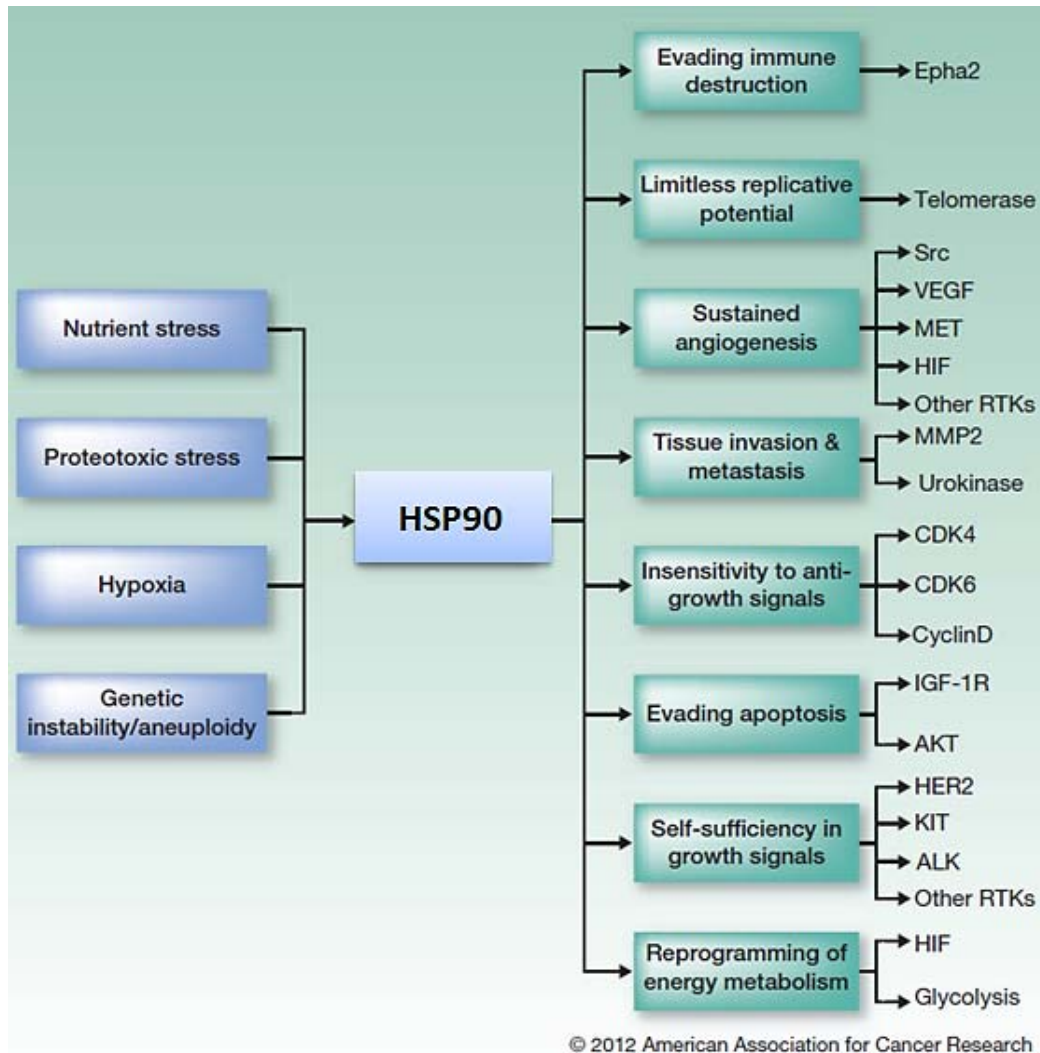 Nutrient stress
Proteotoxic stress
Hypoxia
Genetic
instability/aneuploidy
HSP90
Evading immune
destruction
Epha2
Limitless replicative
potential
Telomerase
Sustained
angiogenesis
Src
VEGF
MET
HIF
Other RTKs
Tissue invasion &
metastasis
MMP2
Urokinase
Insensitivity to anti-
growth signals
CDK4
CDK6
CyclinD
Evading apoptosis
IGF-1R
AKT
Self-sufficiency in
growth signals
HER2
KIT
ALK
Other RTKs
Reprogramming of
energy metabolism
HIF
Glycolysis
© 2012 American Association for Cancer Research